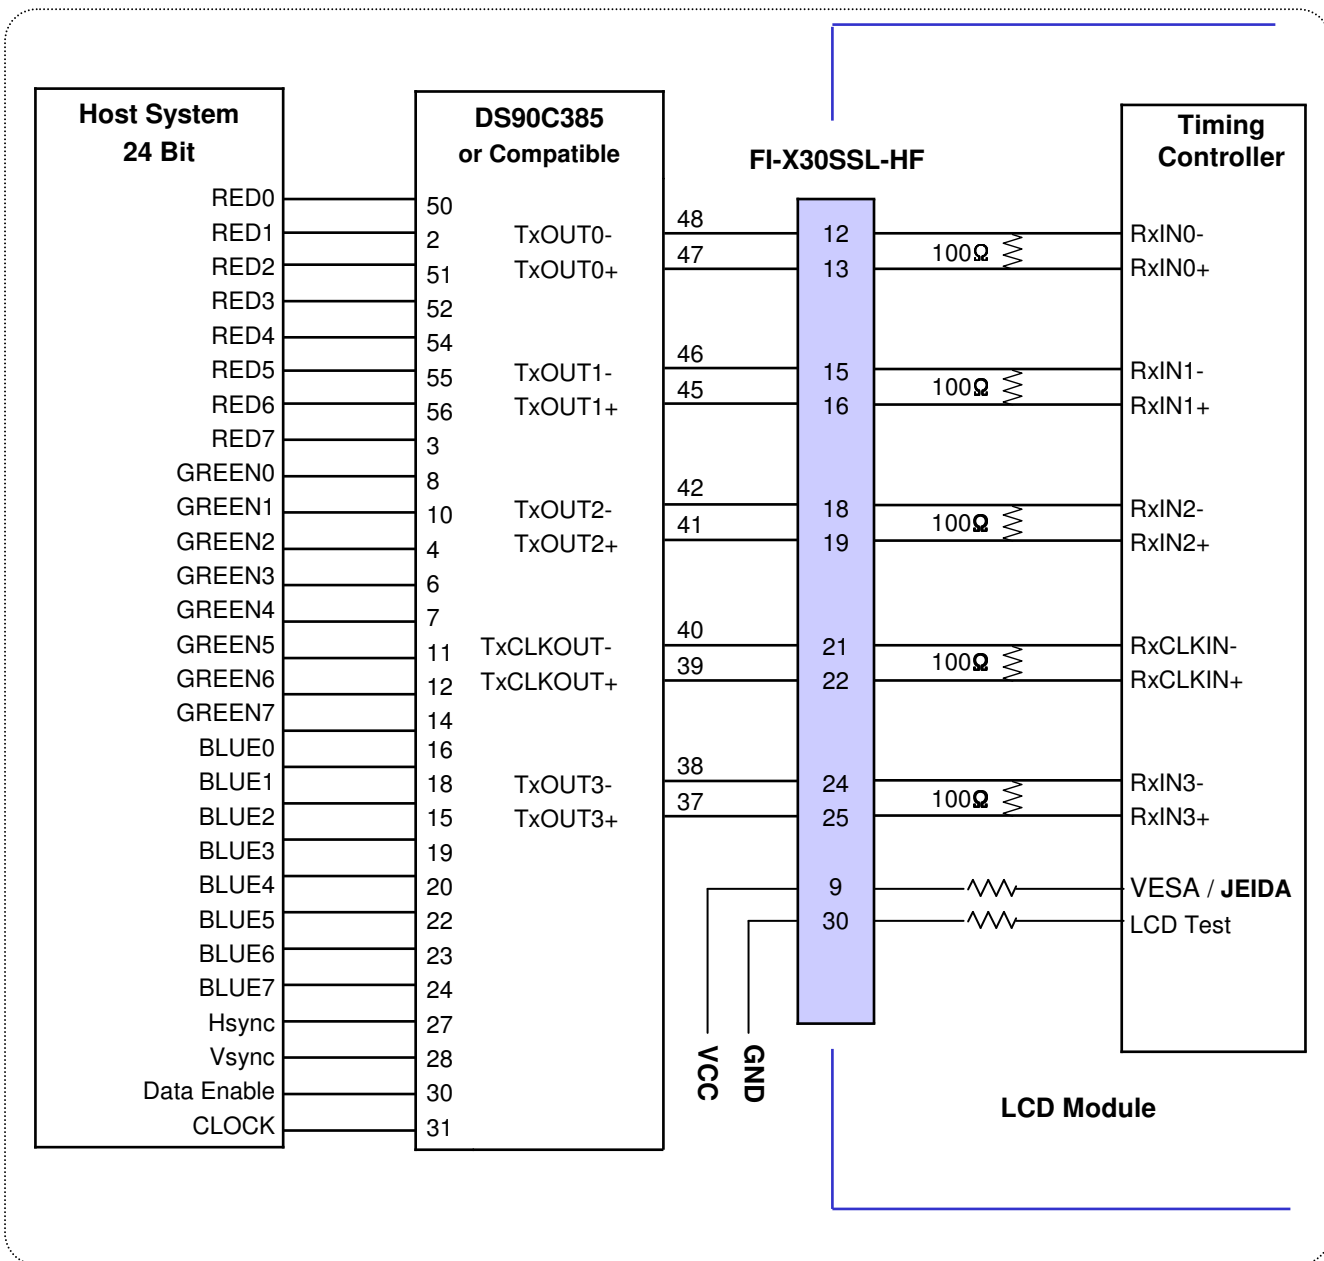 Host System
24 Bit
RED0
RED1
RED2
RED3
RED4
RED5
RED6
RED7
GREEN0
GREEN1
GREEN2
GREEN3
GREEN4
GREEN5
GREEN6
GREEN7
BLUE0
BLUE1
BLUE2
BLUE3
BLUE4
BLUE5
BLUE6
BLUE7
Hsync
Vsync
Data Enable
CLOCK
DS90C385
or Compatible
50
2
51
52
54
55
56
3
8
10
4
6
7
11
12
14
16
18
15
19
20
22
23
24
27
28
30
31
TxOUT0-
TxOUT0+
TxOUT1-
TxOUT1+
TxOUT2-
TxOUT2+
TxCLKOUT-
TxCLKOUT+
TxOUT3-
TxOUT3+
48
47
46
45
42
41
40
39
38
37
VCC
GND
FI-X30SSL-HF
12
13
15
16
18
19
21
22
24
25
9
30
100Ω
100Ω
100Ω
100Ω
100Ω
Timing
Controller
RxIN0-
RxIN0+
RxIN1-
RxIN1+
RxIN2-
RxIN2+
RxCLKIN-
RxCLKIN+
RxIN3-
RxIN3+
VESA / JEIDA
LCD Test
LCD Module